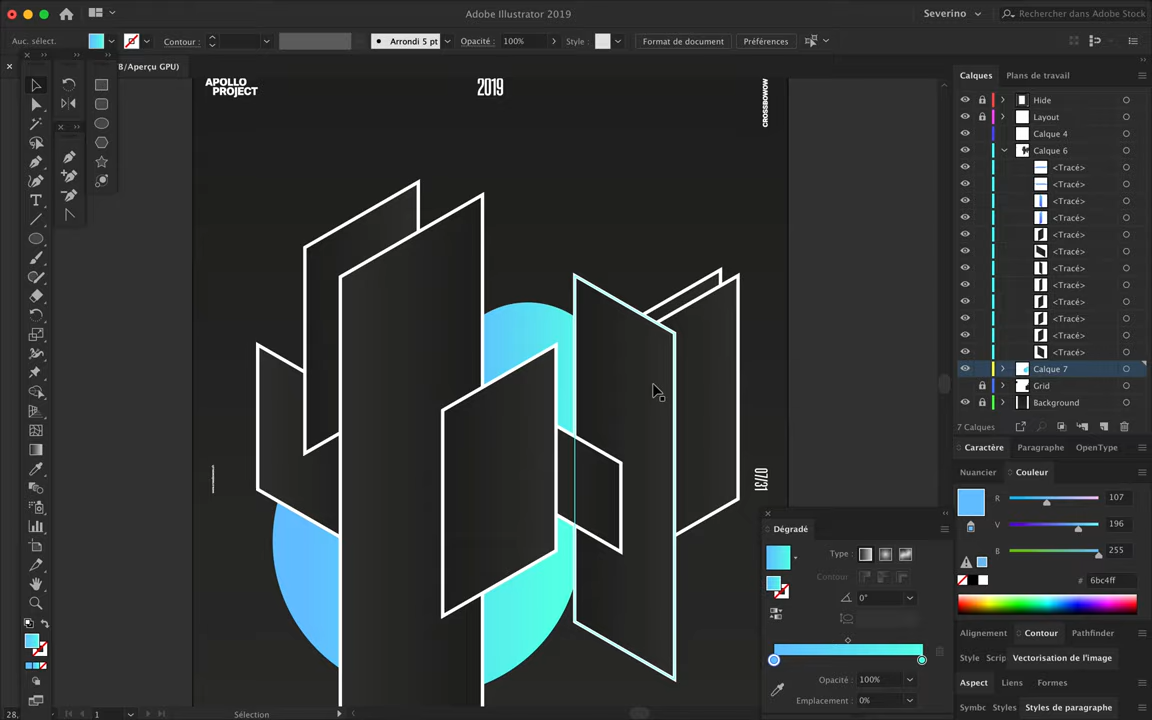 Adobe Illustrator 2019
Severino
Rechercher dans Adobe Stock
Auc. sélect.
Contour :
Arrondi 5 pt
Opacité :
100%
Style :
Format de document
Préférences
B/Aperçu GPU)
APOLLO
PROJECT
2019
CROSSBOWOW
07/31
Calques
Plans de travail
Hide
Layout
Calque 4
Calque 6
<Tracé>
<Tracé>
<Tracé>
<Tracé>
<Tracé>
<Tracé>
<Tracé>
<Tracé>
<Tracé>
<Tracé>
<Tracé>
<Tracé>
Calque 7
Grid
Background
7 Calques
Caractère
Paragraphe
OpenType
Nuancier
Couleur
R
107
V
196
B
255
# 6bc4ff
Dégradé
Type :
Contour :
0°
Opacité :
100%
Emplacement :
0%
Alignement
Contour
Pathfinder
Style
Scrip
Vectorisation de l'image
Aspect
Liens
Formes
Symbc
Styles
Styles de paragraphe
28,
1
Sélection